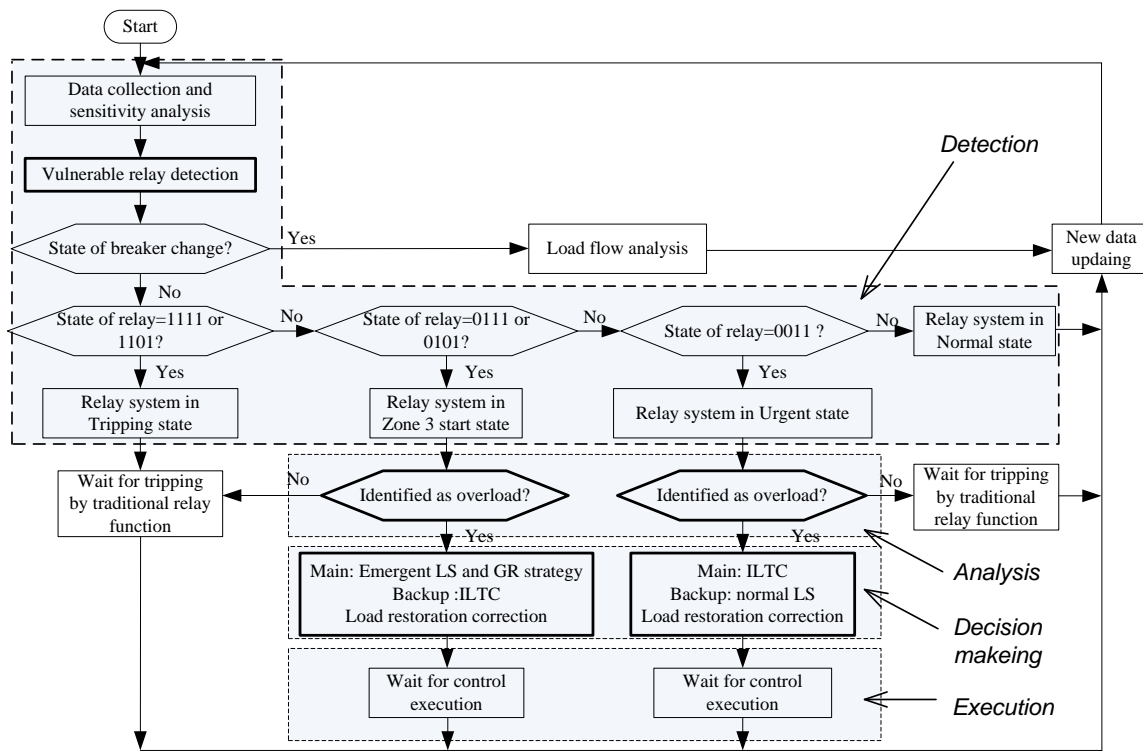 Start
Data collection and
sensitivity analysis
Vulnerable relay detection
Detection
State of breaker change?
Yes
Load flow analysis
New data
updaing
No
State of relay=1111 or
1101?
No
State of relay=0111 or
0101?
No
State of relay=0011 ?
No
Relay system in
Normal state
Yes
Yes
Yes
Relay system in
Tripping state
Relay system in
Zone 3 start state
Relay system in Urgent state
Wait for tripping
by traditional relay
function
No
Identified as overload?
Identified as overload?
No
Wait for tripping
by traditional
relay function
Yes
Yes
Analysis
Main: Emergent LS and GR strategy
Backup :ILTC
Load restoration correction
Main: ILTC
Backup: normal LS
Load restoration correction
Decision
makeing
Wait for control
execution
Wait for control
execution
Execution